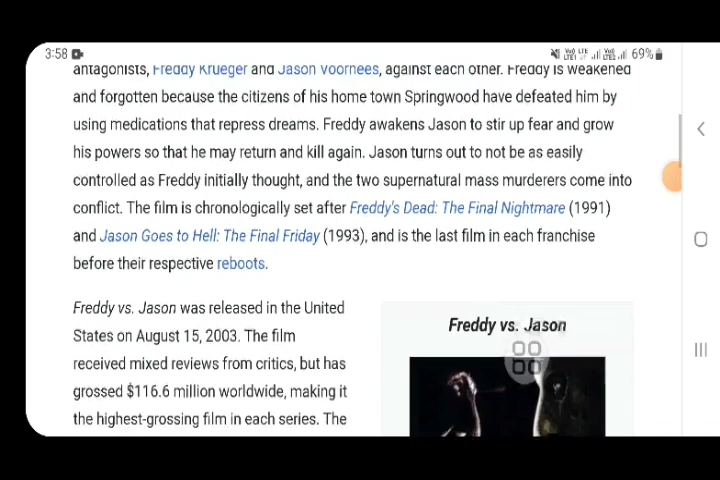 3:58
Vo) LTE
LTE1
Vo)
LTE2
69%
antagonists, Freddy Krueger and Jason Voorhees, against each other. Freddy is weakened
and forgotten because the citizens of his home town Springwood have defeated him by
using medications that repress dreams. Freddy awakens Jason to stir up fear and grow
his powers so that he may return and kill again. Jason turns out to not be as easily
controlled as Freddy initially thought, and the two supernatural mass murderers come into
conflict. The film is chronologically set after Freddy's Dead: The Final Nightmare (1991)
and Jason Goes to Hell: The Final Friday (1993), and is the last film in each franchise
before their respective reboots.
Freddy vs. Jason was released in the United
States on August 15, 2003. The film
received mixed reviews from critics, but has
grossed $116.6 million worldwide, making it
the highest-grossing film in each series. The
Freddy vs. Jason